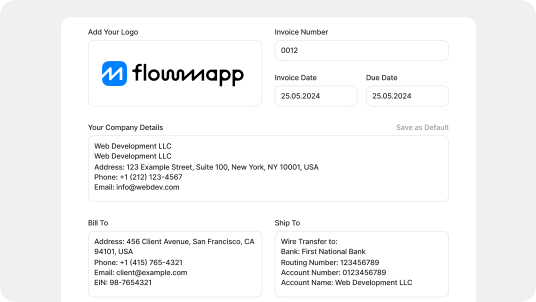 Add Your Logo
flowmapp
Invoice Number
0012
Invoice Date
Due Date
25.05.2024
25.05.2024
Your Company Details
Save as Default
Web Development LLC
Web Development LLC
Address: 123 Example Street, Suite 100, New York, NY 10001, USA
Phone: +1 (212) 123-4567
Email: info@webdev.com
Bill To
Address: 456 Client Avenue, San Francisco, CA
94101, USA
Phone: +1 (415) 765-4321
Email: client@example.com
EIN: 98-7654321
Ship To
Wire Transfer to:
Bank: First National Bank
Routing Number: 123456789
Account Number: 0123456789
Account Name: Web Development LLC